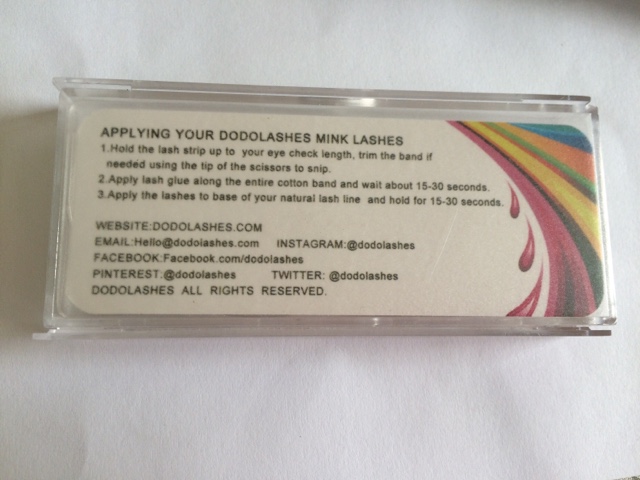 APPLYING YOUR DODOLASHES MINK LASHES
1.Hold the lash strip up to your eye check length, trim the band if
needed using the tip of the scissors to snip.
2.Apply lash glue along the entire cotton band and wait about 15-30 seconds.
3.Apply the lashes to base of your natural lash line and hold for 15-30 seconds.
WEBSITE:DODOLASHES.COM
EMAIL:Hello@dodolashes.com INSTAGRAM:@dodolashes
FACEBOOK:Facebook.com/dodolashes
PINTEREST:@dodolashes TWITTER: @dodolashes
DODOLASHES ALL RIGHTS RESERVED.